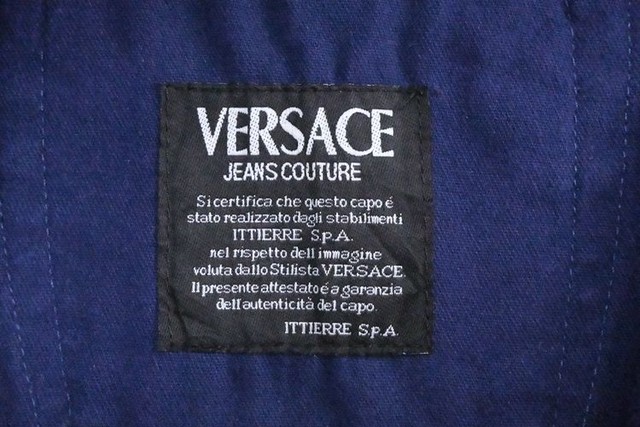 VERSACE
JEANS COUTURE
Si certifica che questo capo é
stato realizzato dagli stabilimenti
ITTIERRE S.p.A.
nel rispetto dell immagine
voluta dallo Stilista VERSACE.
Il presente attestato é a garanzia
dell'autenticità del capo.
ITTIERRE S.p.A.